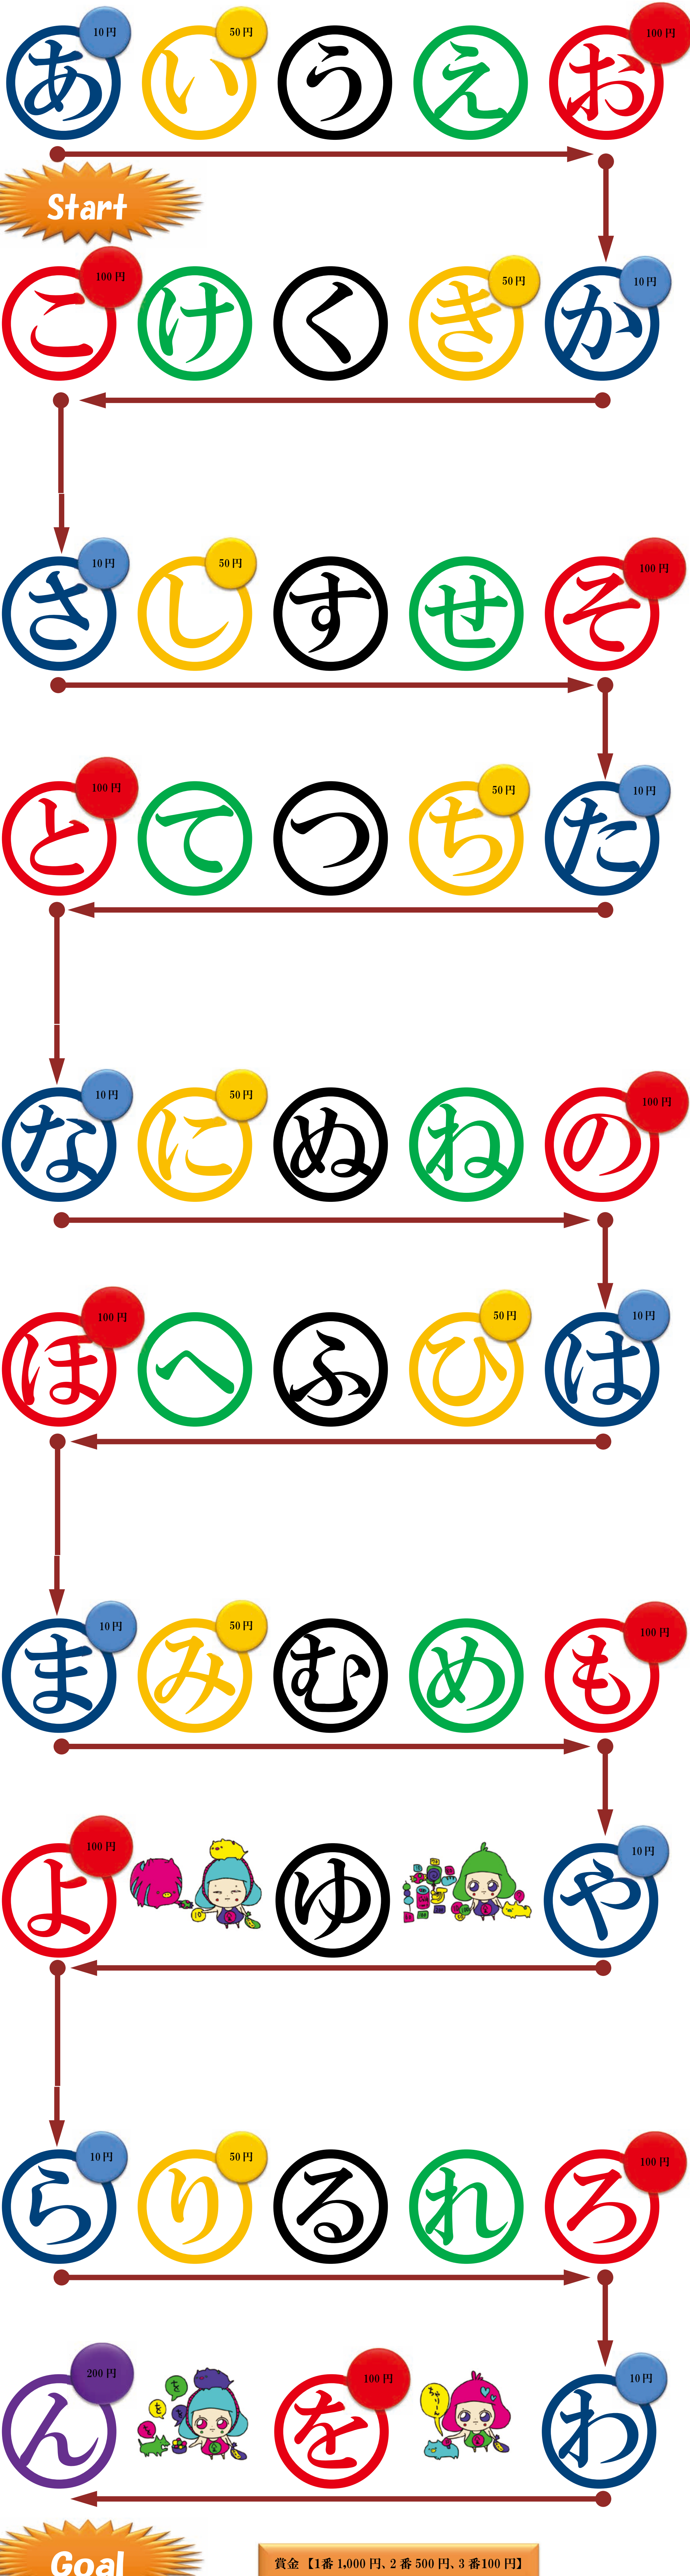 10円 50円 100円
あ い う え お
Start
100円 50円 10円
こ け く き か
10円 50円 100円
さ し す せ そ
100円 50円 10円
と て つ ち た
10円 50円 100円
な に ぬ ね の
100円 50円 10円
ほ へ ふ ひ は
10円 50円 100円
ま み む め も
100円 10円
よ ゆ や
10円 50円 100円
ら り る れ ろ
200円 100円 10円
ん を わ
Goal
賞金【1番1,000円、2番500円、3番100円】